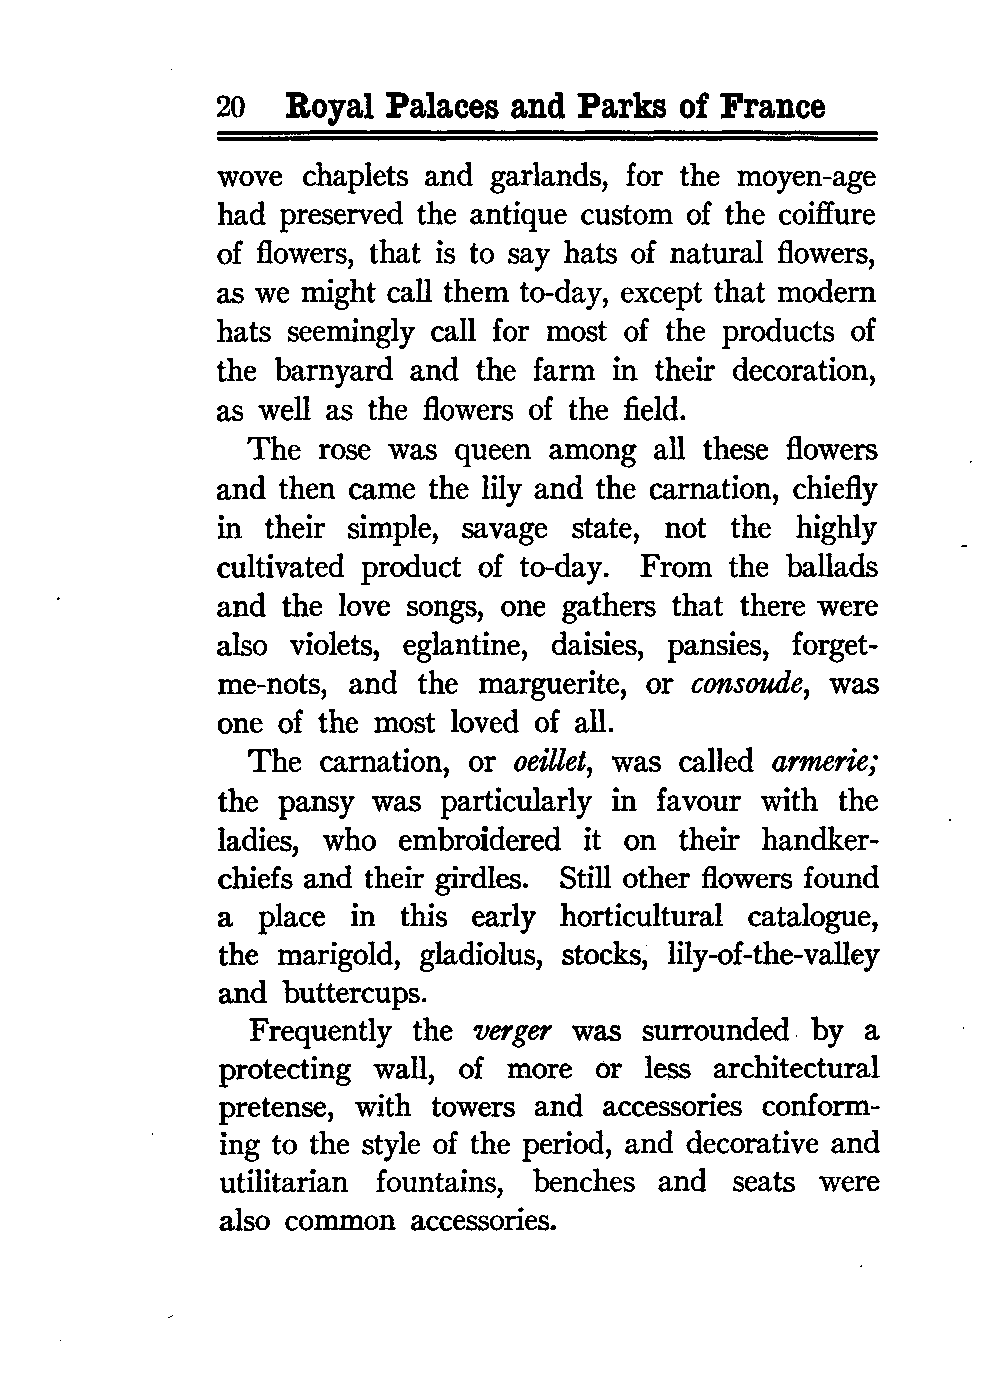 20 Royal Palaces and Parks of France
wove chaplets and garlands, for the moyen-age
had preserved the antique custom of the coiffure
of flowers, that is to say hats of natural flowers,
as we might call them to-day, except that modern
hats seemingly call for most of the products of
the barnyard and the farm in their decoration,
as well as the flowers of the field.
The rose was queen among all these flowers
and then came the lily and the carnation, chiefly
in their simple, savage state, not the highly
cultivated product of to-day. From the ballads
and the love songs, one gathers that there were
also violets, eglantine, daisies, pansies, forget-
me-nots, and the marguerite, or consoude, was
one of the most loved of all.
The carnation, or oeillet, was called armerie;
the pansy was particularly in favour with the
ladies, who embroidered it on their handker-
chiefs and their girdles. Still other flowers found
a place in this early horticultural catalogue,
the marigold, gladiolus, stocks, lily-of-the-valley
and buttercups.
Frequently the verger was surrounded by a
protecting wall, of more or less architectural
pretense, with towers and accessories conform-
ing to the style of the period, and decorative and
utilitarian fountains, benches and seats were
also common accessories.